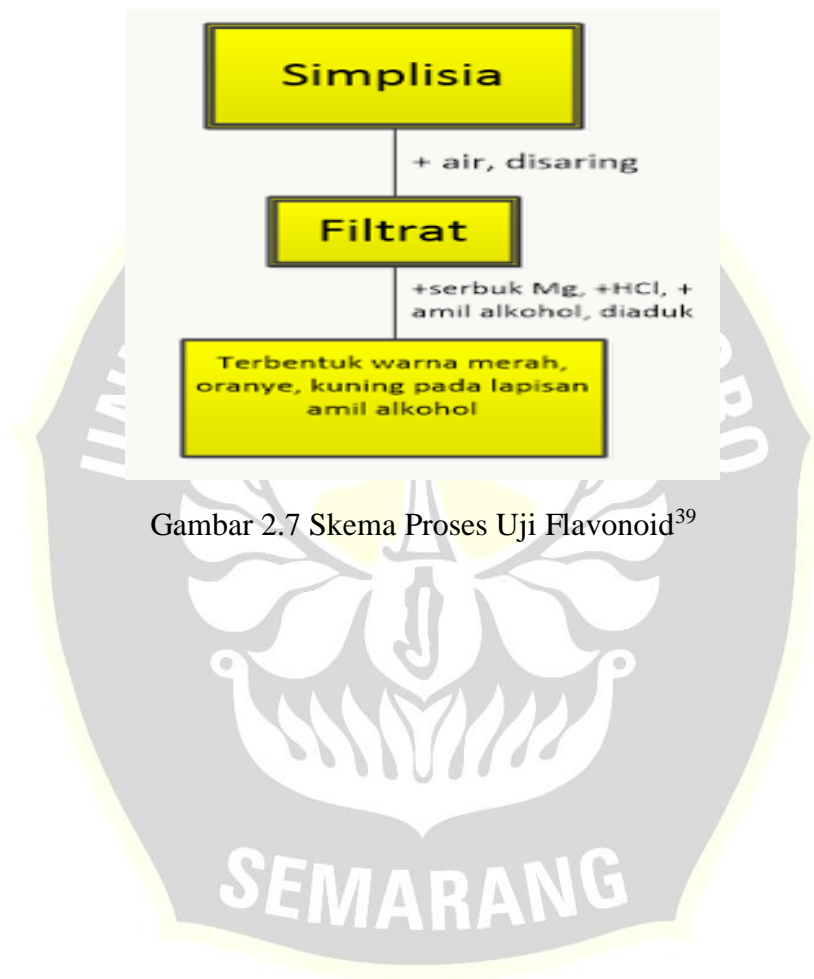 Simplisia
+ air, disaring
Filtrat
+serbuk Mg, +HCl, +
amil alkohol, diaduk
Terbentuk warna merah,
oranye, kuning pada lapisan
amil alkohol
Gambar 2.7 Skema Proses Uji Flavonoid³⁹
SEMARANG